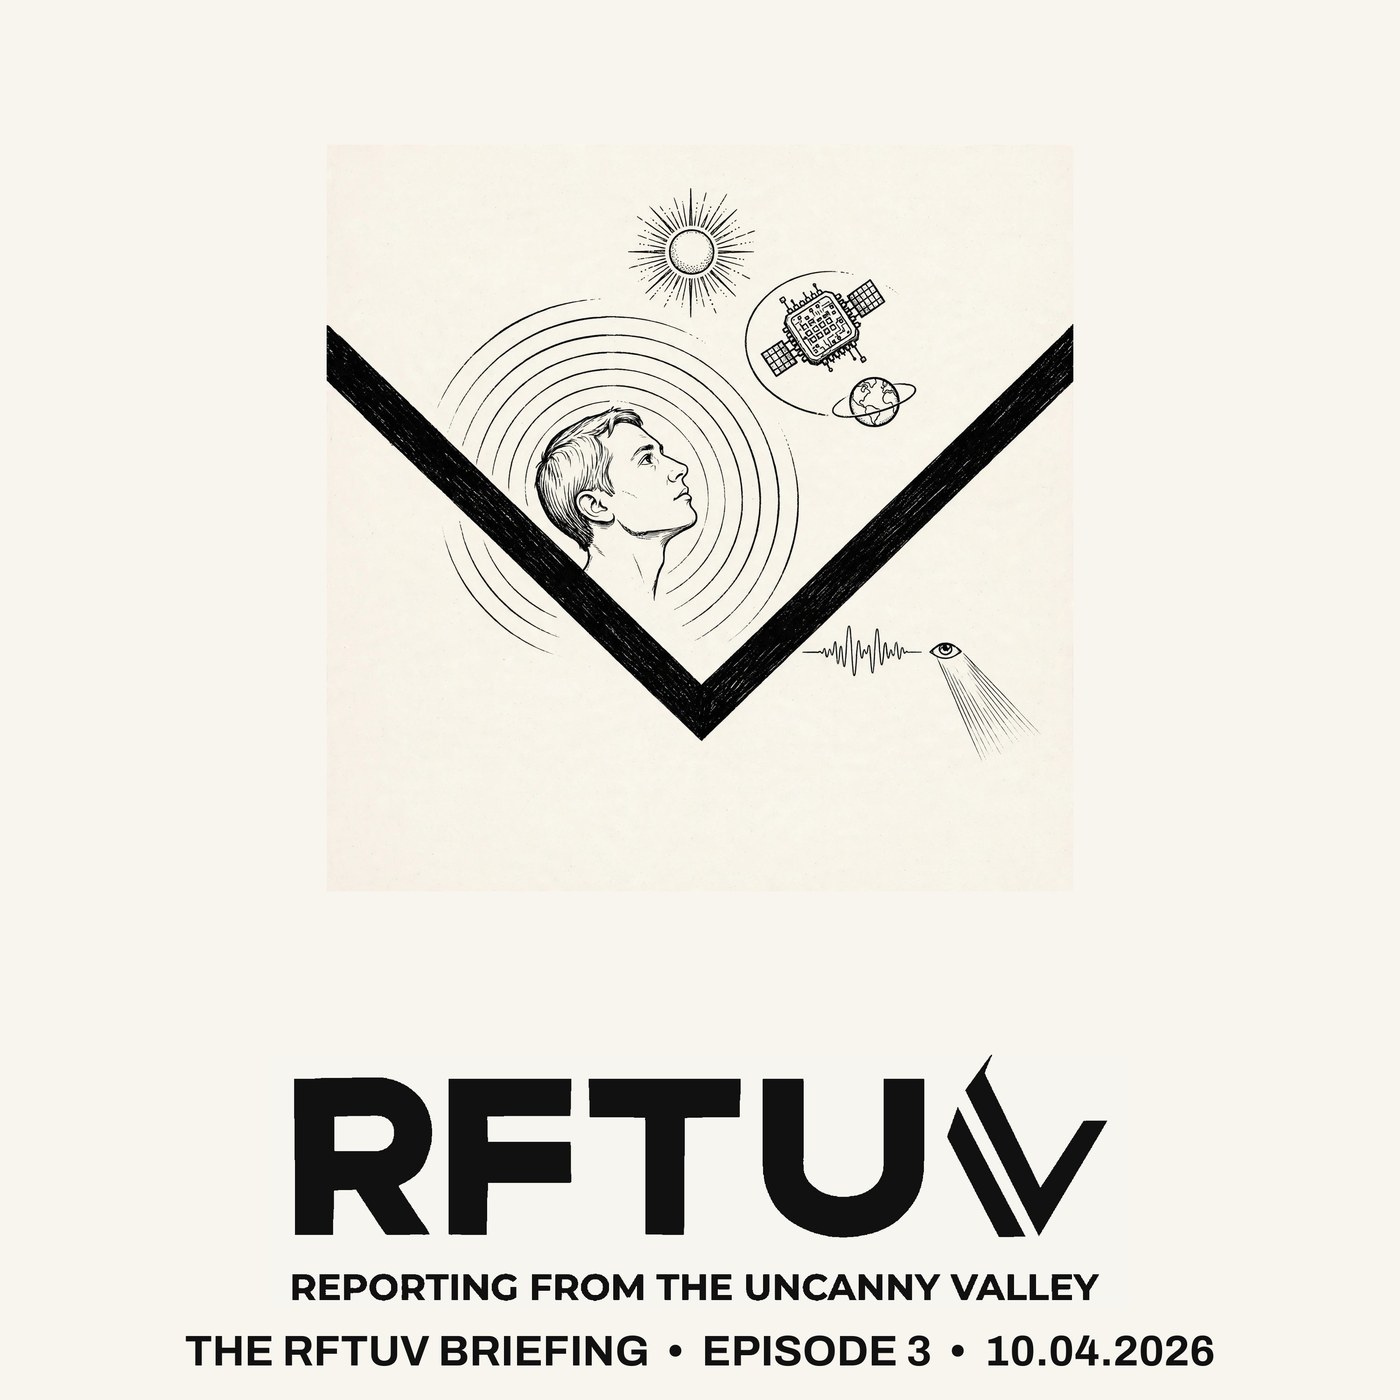 RFTUV
REPORTING FROM THE UNCANNY VALLEY
THE RFTUV BRIEFING • EPISODE 3 • 10.04.2026